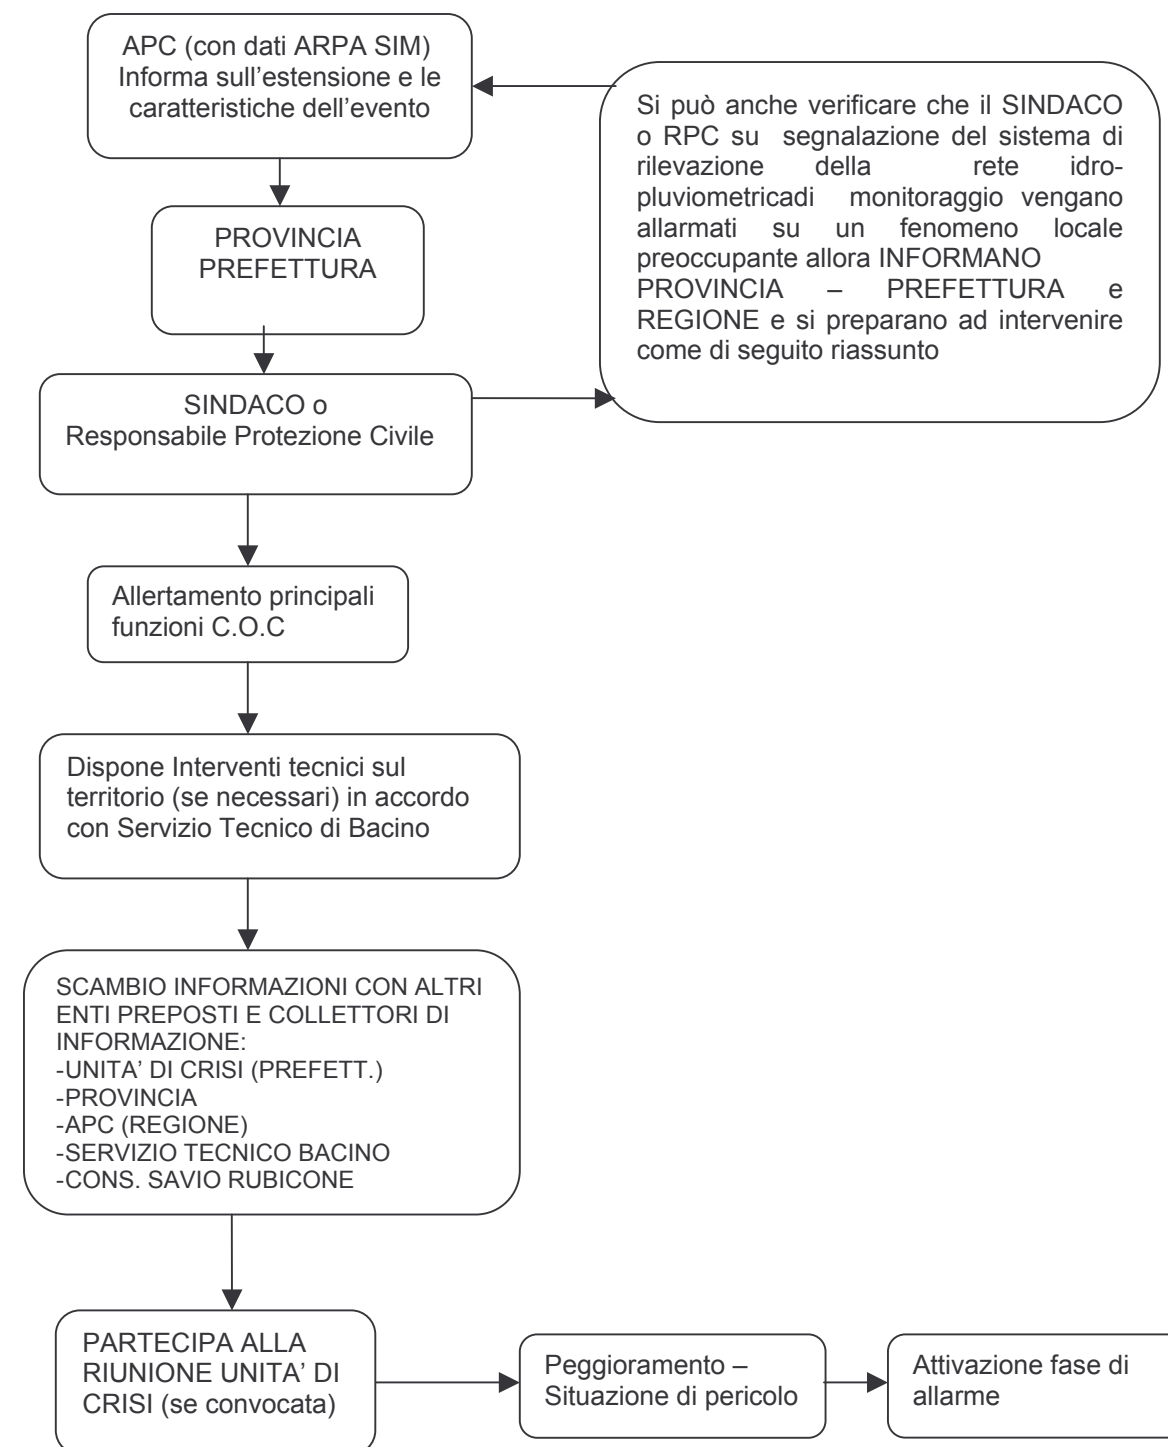 APC (con dati ARPA SIM)
Informa sull'estensione e le
caratteristiche dell'evento
Si può anche verificare che il SINDACO
o RPC su segnalazione del sistema di
rilevazione della rete idro-
pluviometricadi monitoraggio vengano
allarmati su un fenomeno locale
preoccupante allora INFORMANO
PROVINCIA – PREFETTURA e
REGIONE e si preparano ad intervenire
come di seguito riassunto
PROVINCIA
PREFETTURA
SINDACO o
Responsabile Protezione Civile
Allertamento principali
funzioni C.O.C
Dispone Interventi tecnici sul
territorio (se necessari) in accordo
con Servizio Tecnico di Bacino
SCAMBIO INFORMAZIONI CON ALTRI
ENTI PREPOSTI E COLLETTORI DI
INFORMAZIONE:
-UNITA' DI CRISI (PREFETT.)
-PROVINCIA
-APC (REGIONE)
-SERVIZIO TECNICO BACINO
-CONS. SAVIO RUBICONE
PARTECIPA ALLA
RIUNIONE UNITA' DI
CRISI (se convocata)
Peggioramento –
Situazione di pericolo
Attivazione fase di
allarme